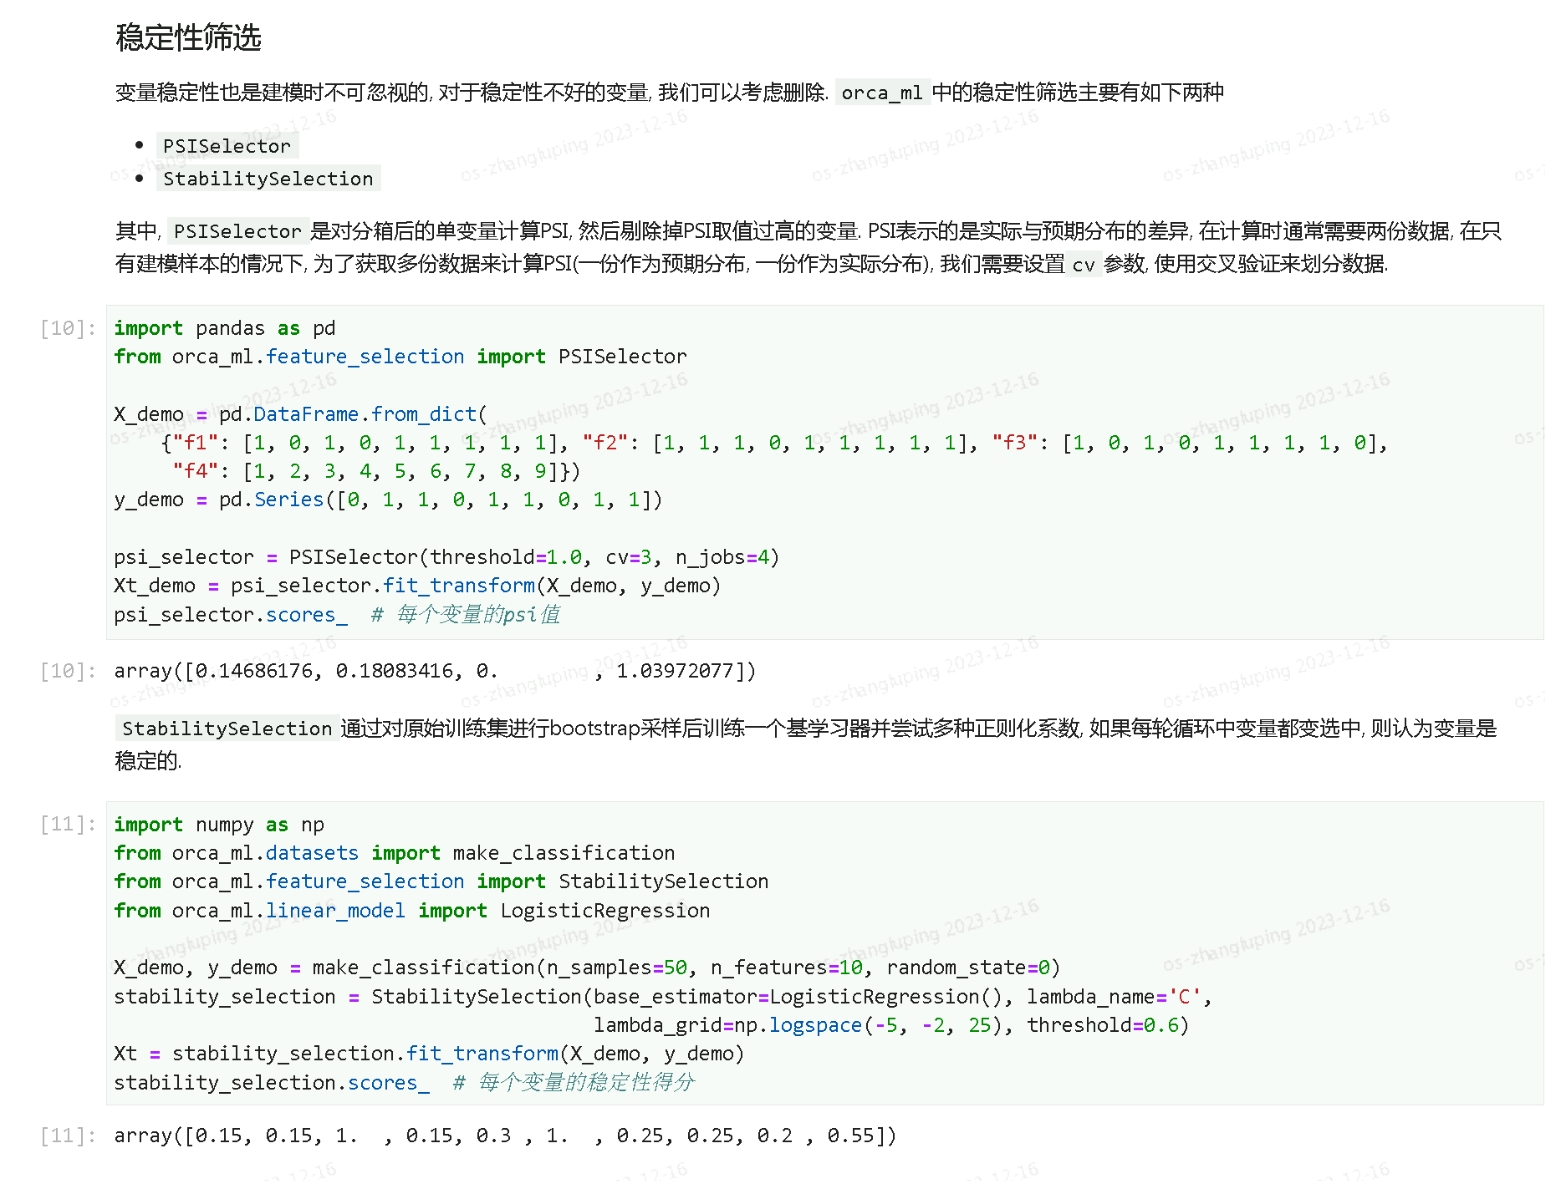 稳定性筛选
变量稳定性也是建模时不可忽视的, 对于稳定性不好的变量, 我们可以考虑删除. orca_ml 中的稳定性筛选主要有如下两种
• PSISelector
• StabilitySelection
其中, PSISelector 是对分箱后的单变量计算PSI, 然后剔除掉PSI取值过高的变量. PSI表示的是实际与预期分布的差异, 在计算时通常需要两份数据, 在只
有建模样本的情况下, 为了获取多份数据来计算PSI(一份作为预期分布, 一份作为实际分布), 我们需要设置 cv 参数, 使用交叉验证来划分数据.
[10]: import pandas as pd
from orca_ml.feature_selection import PSISelector
X_demo = pd.DataFrame.from_dict(
    {"f1": [1, 0, 1, 0, 1, 1, 1, 1, 1], "f2": [1, 1, 1, 0, 1, 1, 1, 1, 1], "f3": [1, 0, 1, 0, 1, 1, 1, 1, 0],
     "f4": [1, 2, 3, 4, 5, 6, 7, 8, 9]})
y_demo = pd.Series([0, 1, 1, 0, 1, 1, 0, 1, 1])
psi_selector = PSISelector(threshold=1.0, cv=3, n_jobs=4)
Xt_demo = psi_selector.fit_transform(X_demo, y_demo)
psi_selector.scores_  # 每个变量的psi值
[10]: array([0.14686176, 0.18083416, 0.        , 1.03972077])
StabilitySelection 通过对原始训练集进行bootstrap采样后训练一个基学习器并尝试多种正则化系数, 如果每轮循环中变量都变选中, 则认为变量是
稳定的.
[11]: import numpy as np
from orca_ml.datasets import make_classification
from orca_ml.feature_selection import StabilitySelection
from orca_ml.linear_model import LogisticRegression
X_demo, y_demo = make_classification(n_samples=50, n_features=10, random_state=0)
stability_selection = StabilitySelection(base_estimator=LogisticRegression(), lambda_name='C',
                                         lambda_grid=np.logspace(-5, -2, 25), threshold=0.6)
Xt = stability_selection.fit_transform(X_demo, y_demo)
stability_selection.scores_  # 每个变量的稳定性得分
[11]: array([0.15, 0.15, 1.  , 0.15, 0.3 , 1.  , 0.25, 0.25, 0.2 , 0.55])